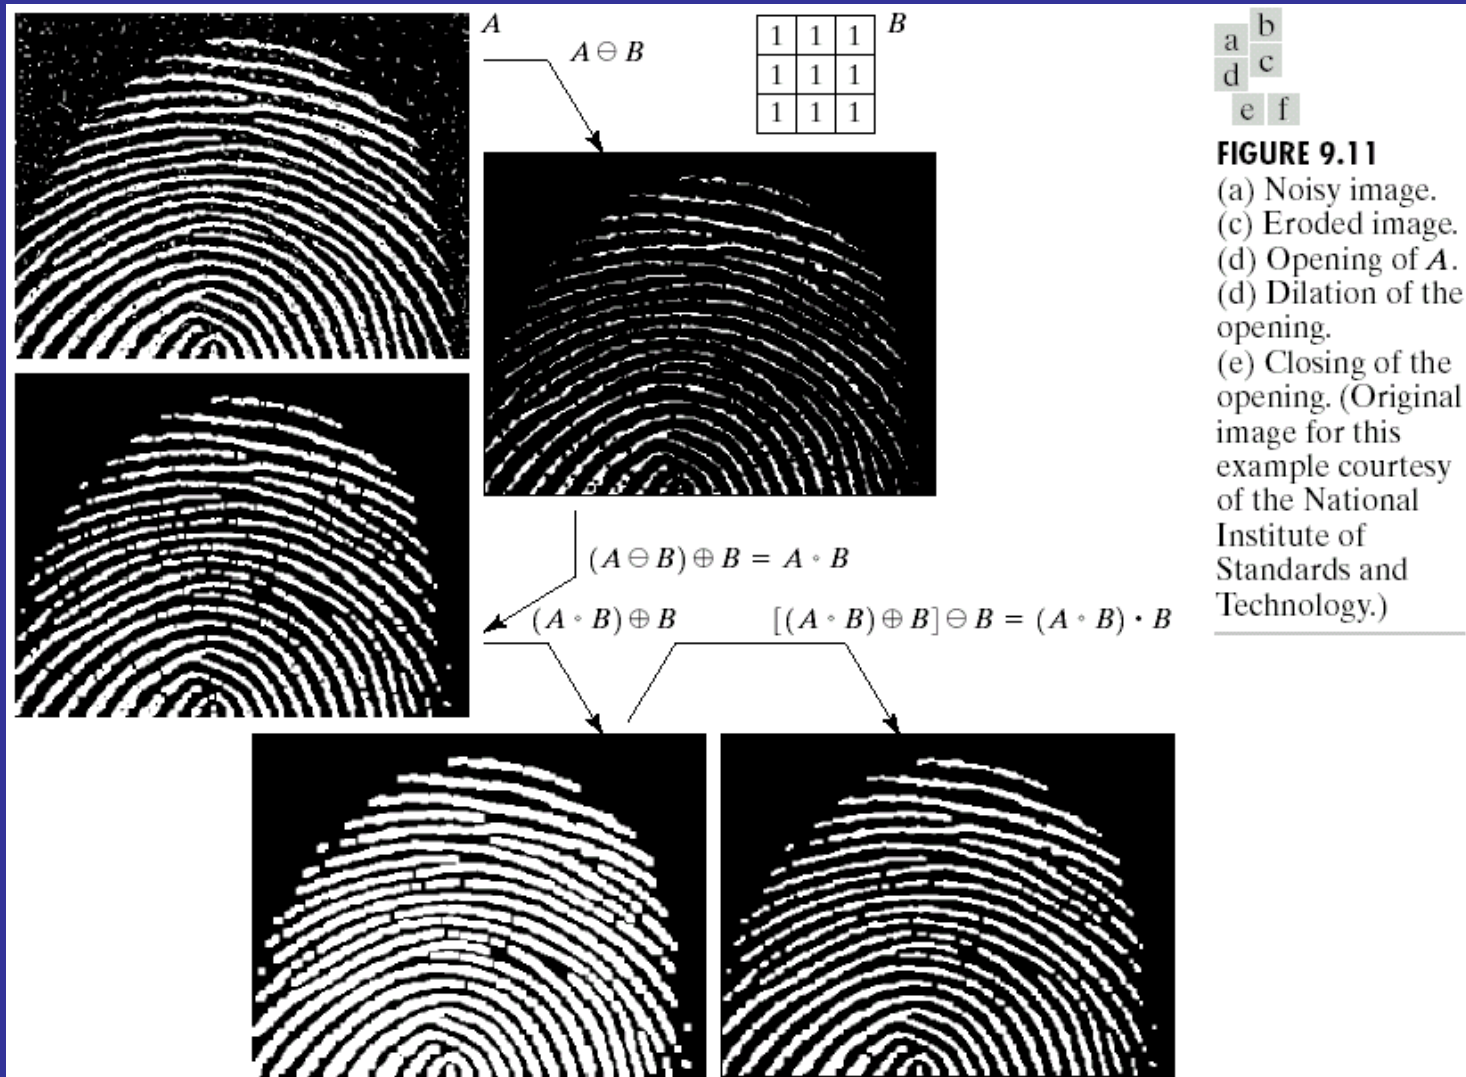 A
A ⊖ B
1 1 1
1 1 1
1 1 1
B
(A ⊖ B) ⊕ B = A ∘ B
(A ∘ B) ⊕ B
[(A ∘ B) ⊕ B] ⊖ B = (A ∘ B) • B
a b
d c
e f
FIGURE 9.11
(a) Noisy image.
(c) Eroded image.
(d) Opening of A.
(d) Dilation of the
opening.
(e) Closing of the
opening. (Original
image for this
example courtesy
of the National
Institute of
Standards and
Technology.)